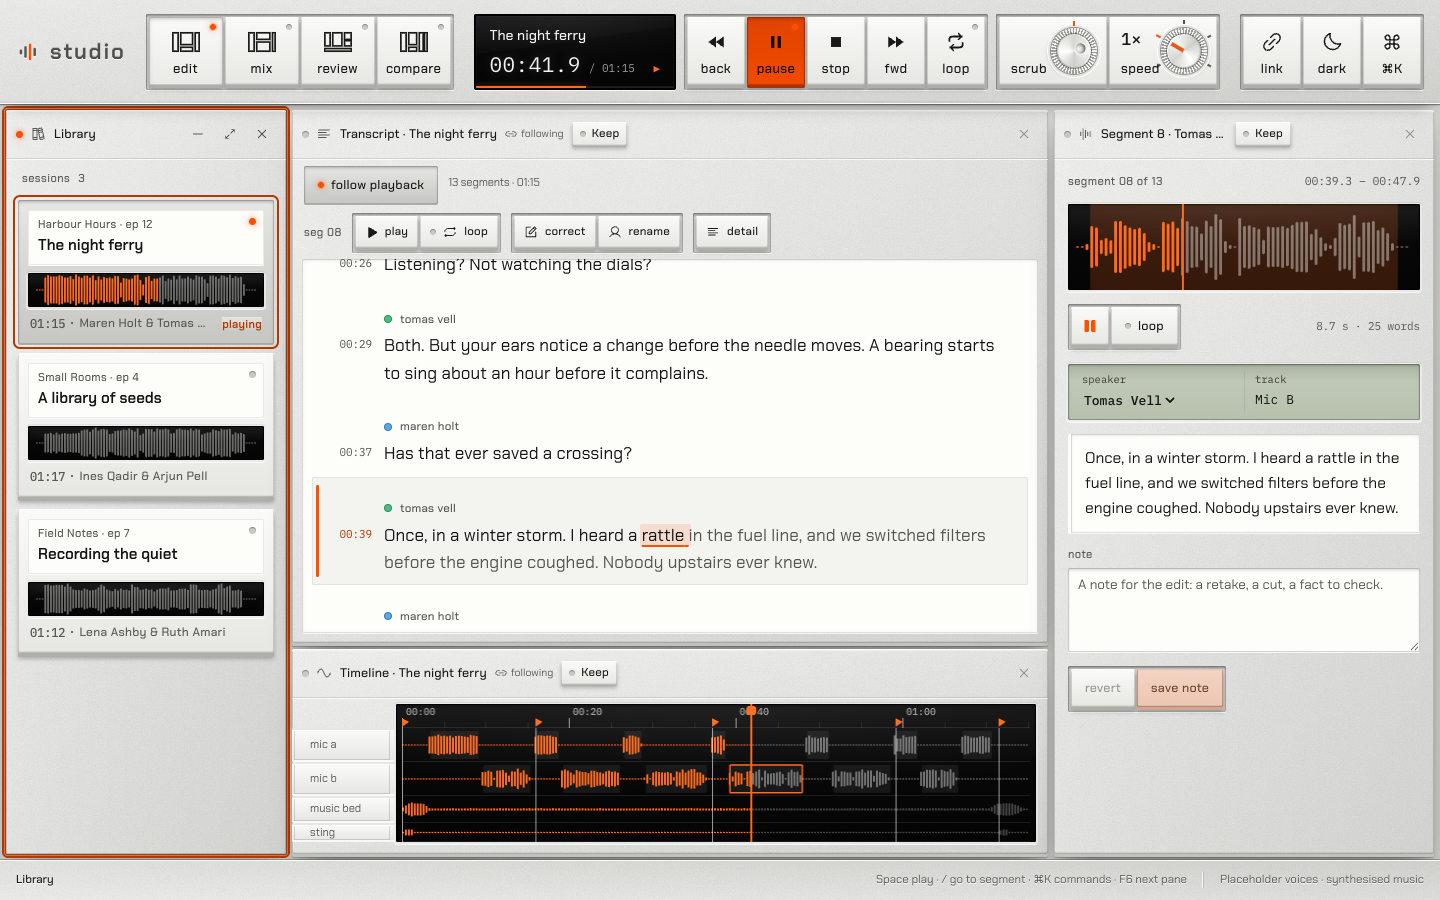 studio
edit
mix
review
compare
The night ferry
00:41.9 / 01:15
back
pause
stop
fwd
loop
scrub
1×
speed
link
dark
⌘K
Library
sessions 3
Harbour Hours · ep 12
The night ferry
01:15 · Maren Holt & Tomas ... playing
Small Rooms · ep 4
A library of seeds
01:17 · Ines Qadir & Arjun Pell
Field Notes · ep 7
Recording the quiet
01:12 · Lena Ashby & Ruth Amari
Transcript · The night ferry following Keep
follow playback 13 segments · 01:15
seg 08 play loop correct rename detail
00:26 Listening? Not watching the dials?
tomas vell
00:29 Both. But your ears notice a change before the needle moves. A bearing starts
to sing about an hour before it complains.
maren holt
00:37 Has that ever saved a crossing?
tomas vell
00:39 Once, in a winter storm. I heard a rattle in the fuel line, and we switched filters
before the engine coughed. Nobody upstairs ever knew.
maren holt
Timeline · The night ferry following Keep
00:00 00:20 00:40 01:00
mic a
mic b
music bed
sting
Segment 8 · Tomas ... Keep
segment 08 of 13 00:39.3 – 00:47.9
loop 8.7 s · 25 words
speaker track
Tomas Vell Mic B
Once, in a winter storm. I heard a rattle in the
fuel line, and we switched filters before the
engine coughed. Nobody upstairs ever knew.
note
A note for the edit: a retake, a cut, a fact to check.
revert save note
Library
Space play · / go to segment · ⌘K commands · F6 next pane
Placeholder voices · synthesised music